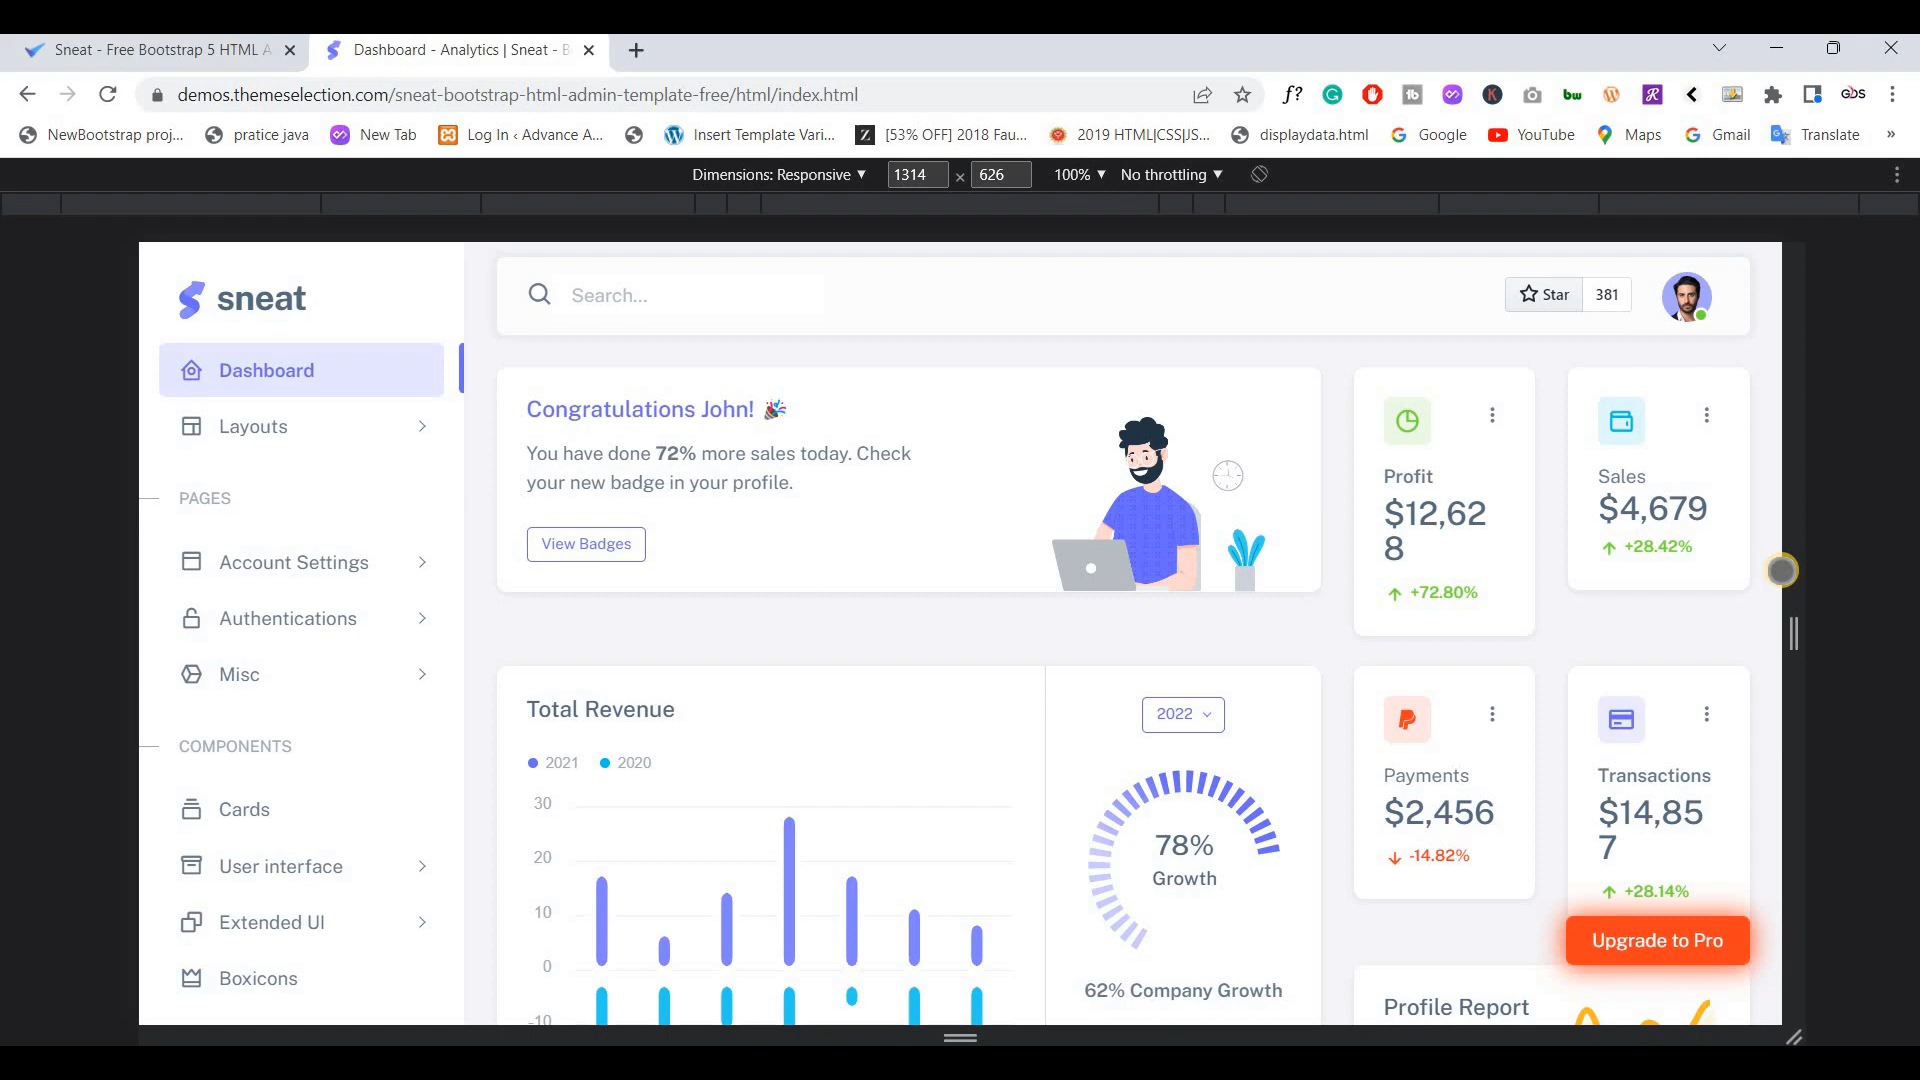 Sneat - Free Bootstrap 5 HTML A
Dashboard - Analytics | Sneat - B
demos.themeselection.com/sneat-bootstrap-html-admin-template-free/html/index.html
f?
GDS
NewBootstrap proj...
pratice java
New Tab
Log In ‹ Advance A...
Insert Template Vari...
[53% OFF] 2018 Fau...
2019 HTML|CSS|JS...
displaydata.html
Google
YouTube
Maps
Gmail
Translate
»
Dimensions: Responsive
1314 × 626
100%
No throttling
sneat
Search...
Star
381
Dashboard
Layouts
PAGES
Account Settings
Authentications
Misc
COMPONENTS
Cards
User interface
Extended UI
Boxicons
Congratulations John! 🎉
You have done 72% more sales today. Check
your new badge in your profile.
View Badges
Profit
$12,62
8
+72.80%
Sales
$4,679
+28.42%
Total Revenue
2021
2020
30
20
10
0
-10
2022
78%
Growth
62% Company Growth
Payments
$2,456
-14.82%
Transactions
$14,85
7
+28.14%
Upgrade to Pro
Profile Report